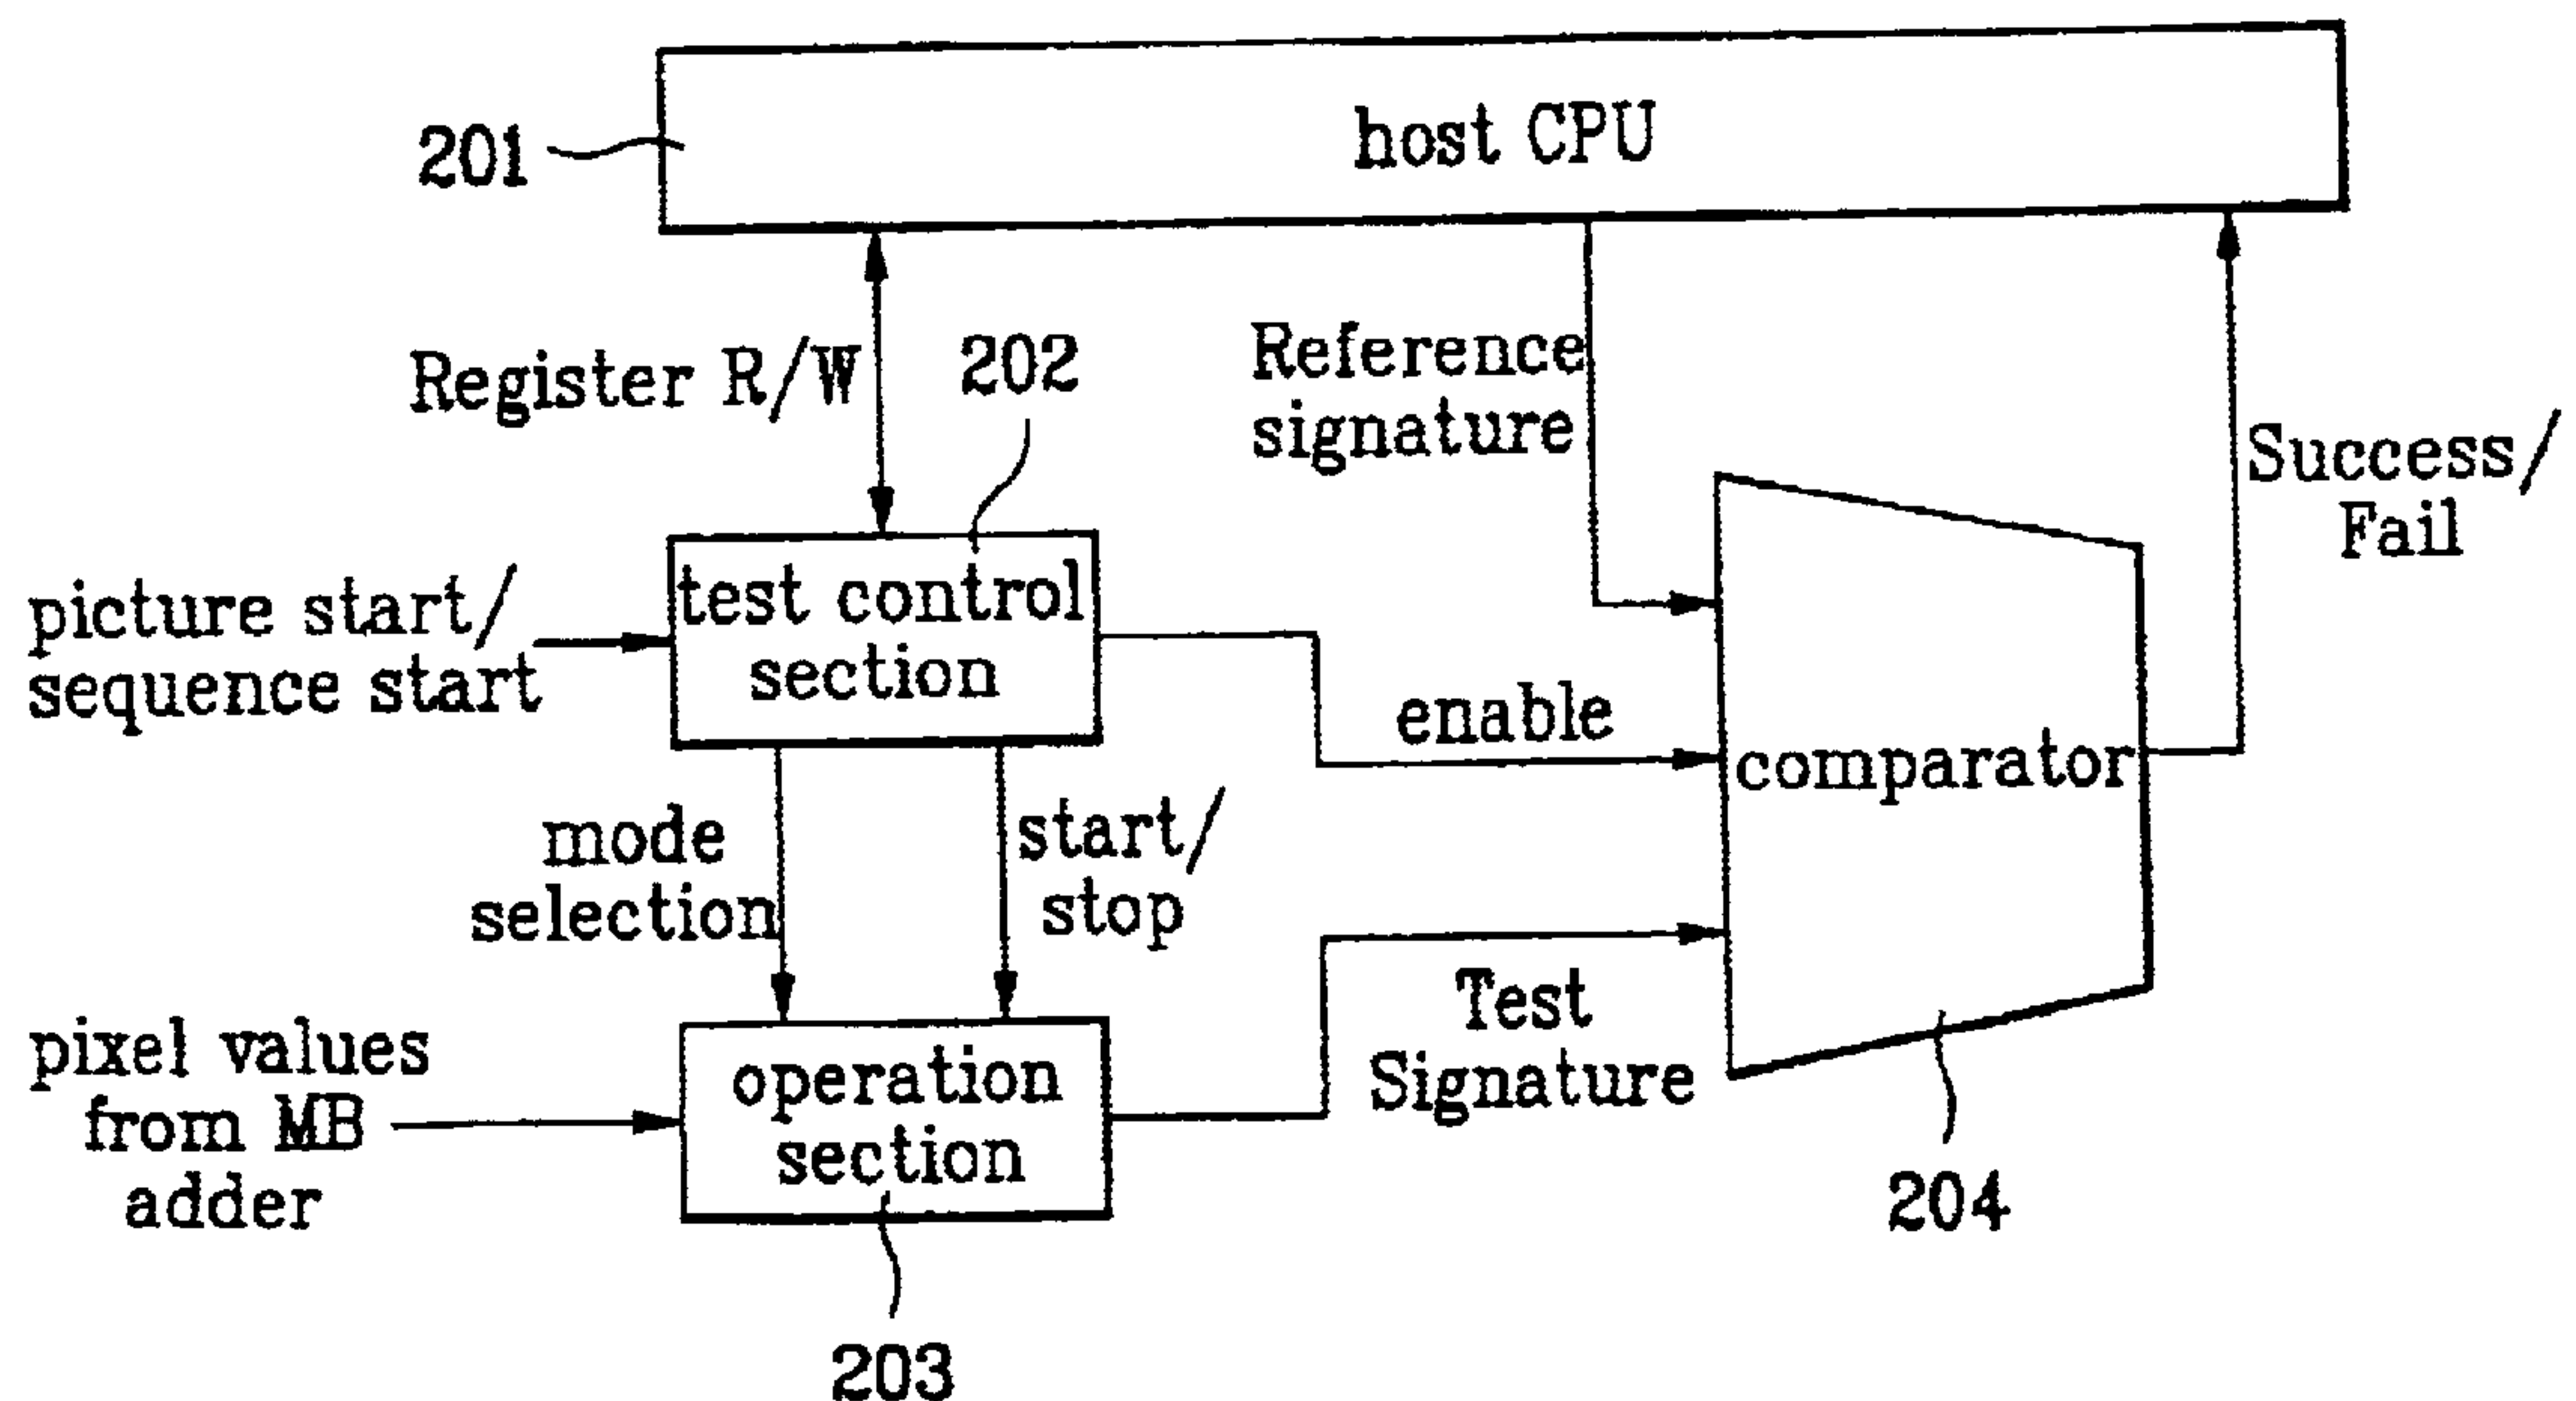 host CPU
201
Register R/W
202
Reference
signature
Success/
Fail
picture start/
sequence start
test control
section
enable
comparator
mode
selection
start/
stop
Test
Signature
pixel values
from MB
adder
operation
section
204
203